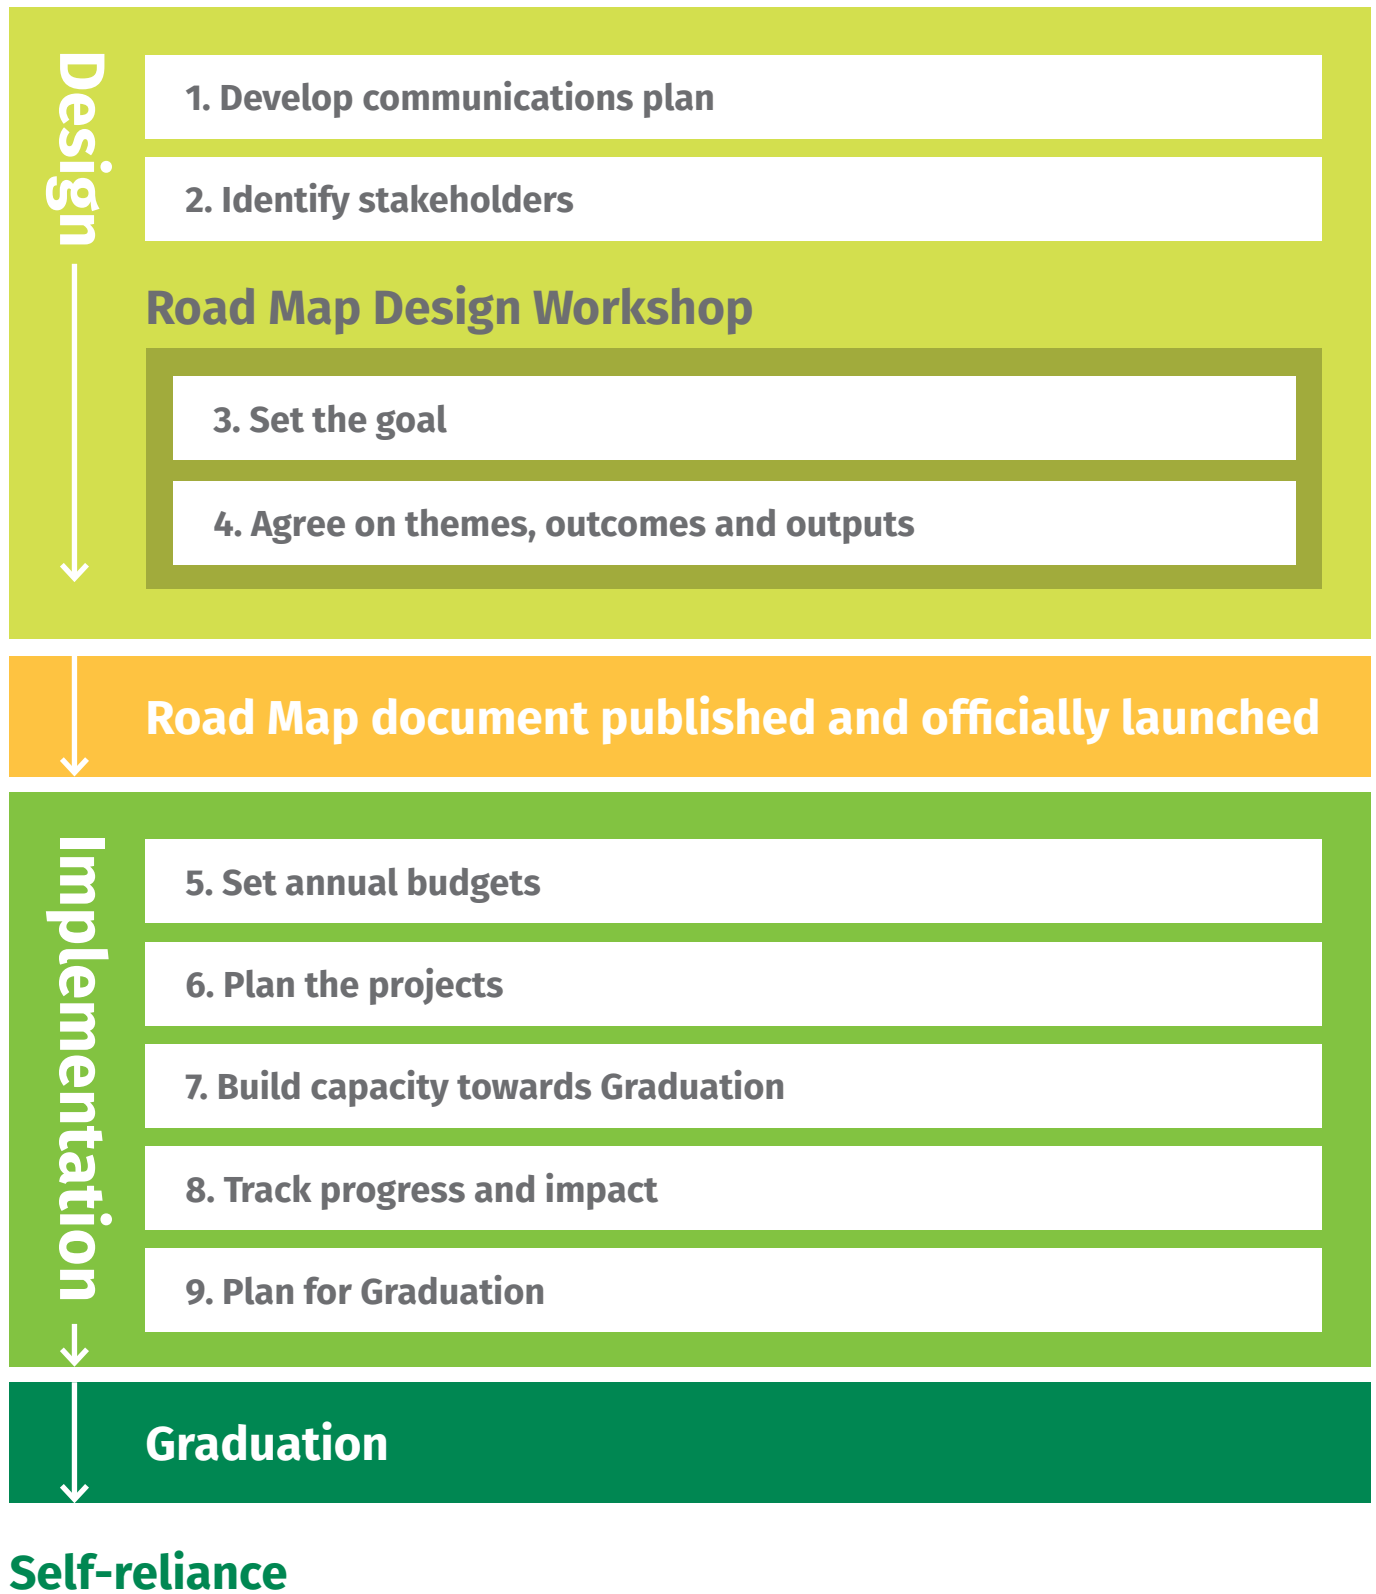 Design
1. Develop communications plan
2. Identify stakeholders
Road Map Design Workshop
3. Set the goal
4. Agree on themes, outcomes and outputs
Road Map document published and officially launched
Implementation
5. Set annual budgets
6. Plan the projects
7. Build capacity towards Graduation
8. Track progress and impact
9. Plan for Graduation
Graduation
Self-reliance